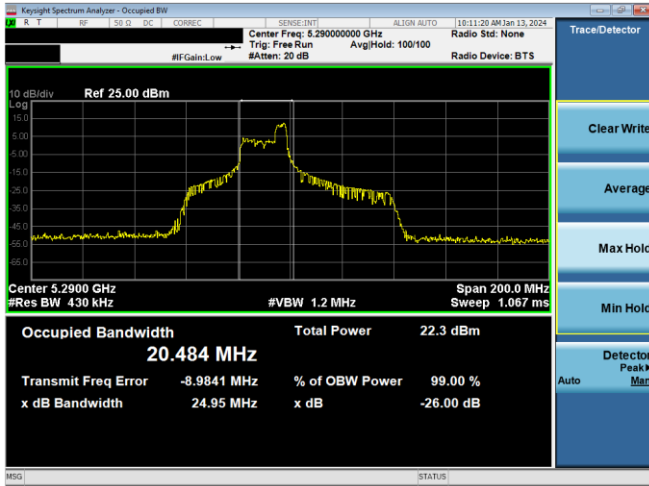 Keysight Spectrum Analyzer - Occupied BW
R T RF 50 Ω DC CORREC SENSE:INT ALIGN AUTO 10:11:20 AM Jan 13, 2024
Center Freq: 5.290000000 GHz Radio Std: None
Trig: Free Run Avg|Hold: 100/100
#IFGain:Low #Atten: 20 dB Radio Device: BTS
Trace/Detector
10 dB/div Ref 25.00 dBm
Log
15.0
5.00
-5.00
-15.0
-25.0
-35.0
-45.0
-55.0
-65.0
Center 5.2900 GHz Span 200.0 MHz
#Res BW 430 kHz #VBW 1.2 MHz Sweep 1.067 ms
Occupied Bandwidth Total Power 22.3 dBm
20.484 MHz
Transmit Freq Error -8.9841 MHz % of OBW Power 99.00 %
x dB Bandwidth 24.95 MHz x dB -26.00 dB
Clear Write
Average
Max Hold
Min Hold
Detector
Peak
Auto Man
MSG STATUS